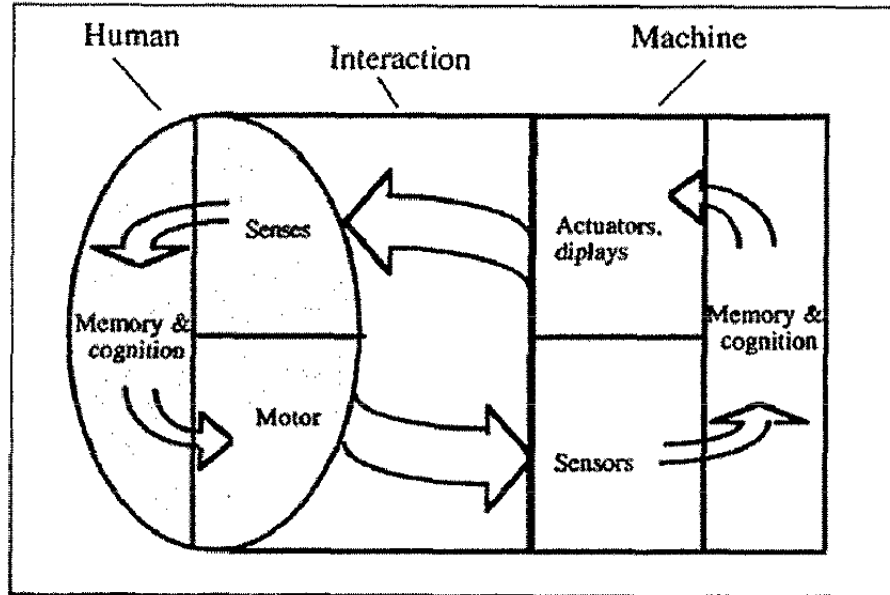 Human
Interaction
Machine
Senses
Actuators,
diplays
Memory &
cognition
Memory &
cognition
Motor
Sensors